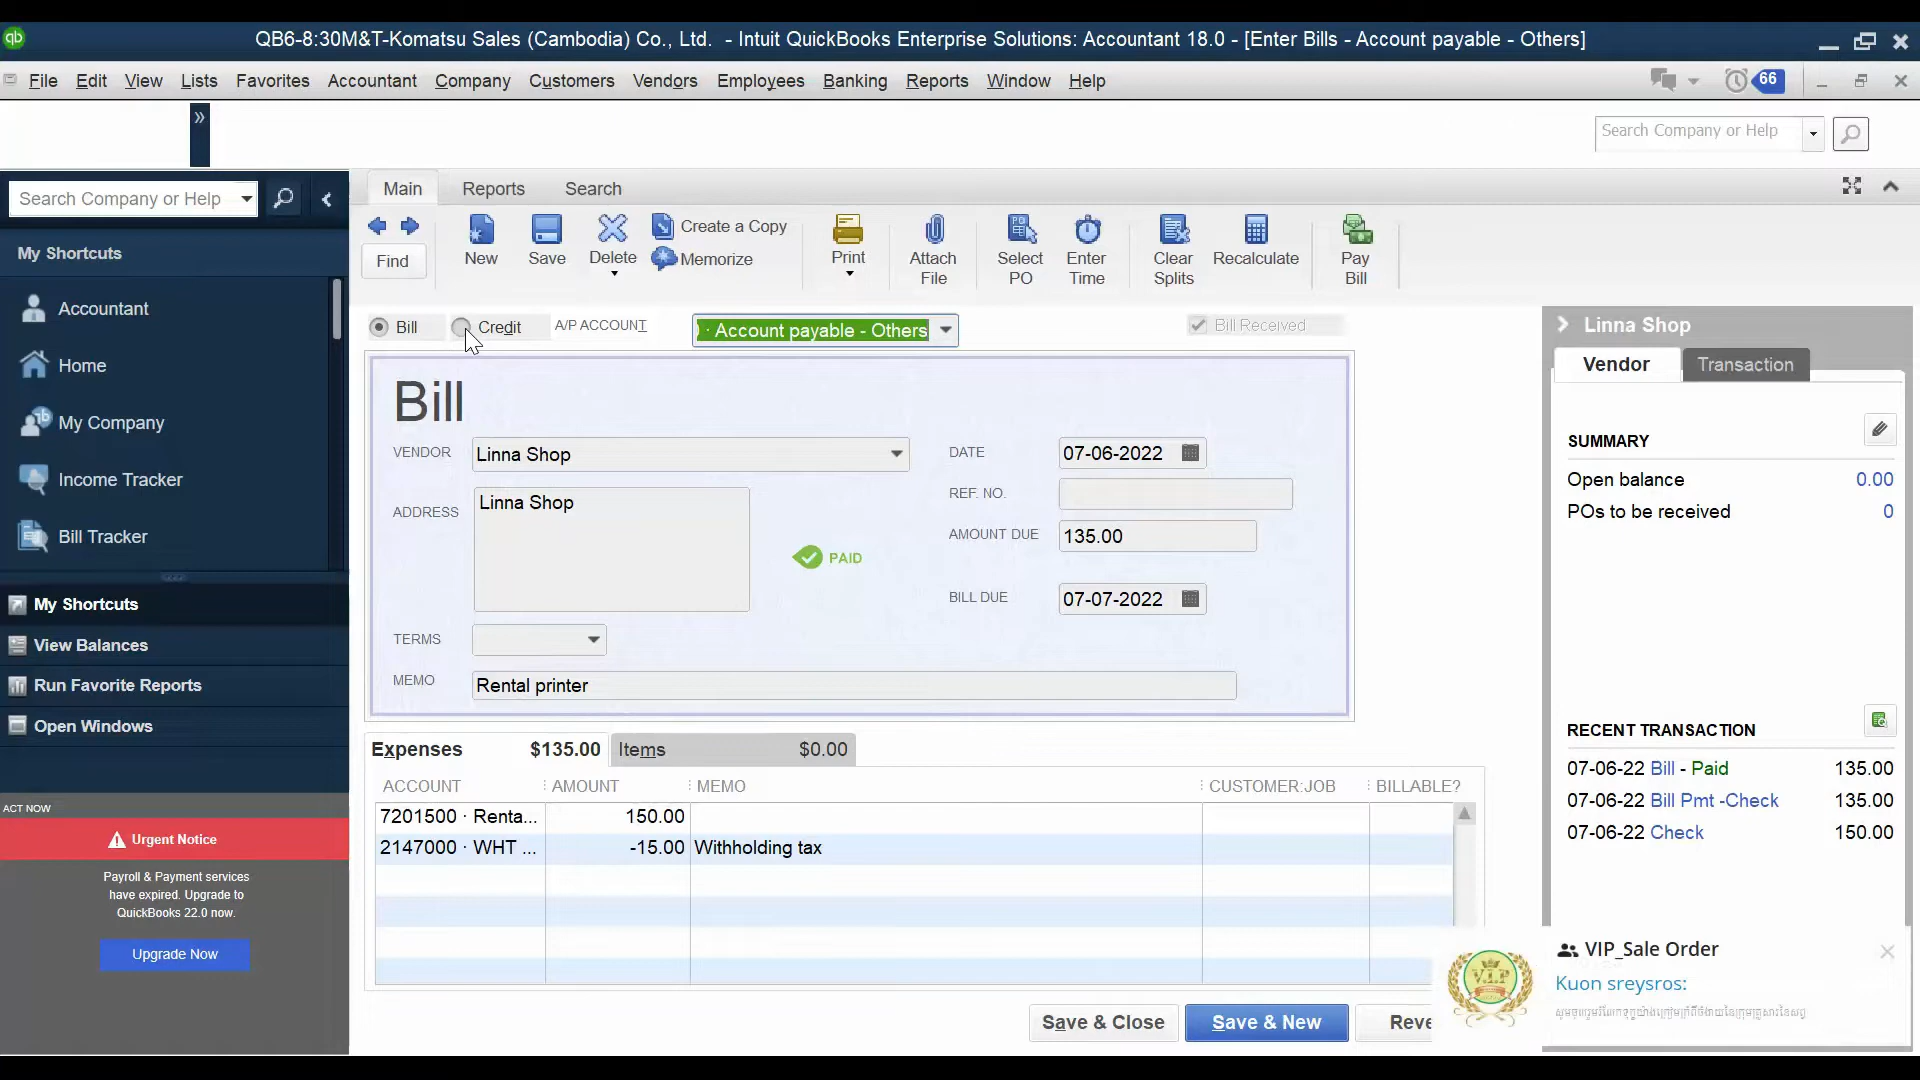 QB6-8:30M&T-Komatsu Sales (Cambodia) Co., Ltd. - Intuit QuickBooks Enterprise Solutions: Accountant 18.0 - [Enter Bills - Account payable - Others]
File Edit View Lists Favorites Accountant Company Customers Vendors Employees Banking Reports Window Help
66
Search Company or Help
Search Company or Help
My Shortcuts
Accountant
Home
My Company
Income Tracker
Bill Tracker
My Shortcuts
View Balances
Run Favorite Reports
Open Windows
ACT NOW
Urgent Notice
Payroll & Payment services
have expired. Upgrade to
QuickBooks 22.0 now.
Upgrade Now
Main Reports Search
Find
New
Save
Delete
Create a Copy
Memorize
Print
Attach
File
Select
PO
Enter
Time
Clear
Splits
Recalculate
Pay
Bill
Bill Credit A/P ACCOUNT · Account payable - Others Bill Received
Bill
VENDOR Linna Shop
DATE 07-06-2022
REF. NO.
ADDRESS Linna Shop
AMOUNT DUE 135.00
PAID
BILL DUE 07-07-2022
TERMS
MEMO Rental printer
Expenses $135.00 Items $0.00
ACCOUNT AMOUNT MEMO CUSTOMER:JOB BILLABLE?
7201500 · Renta... 150.00
2147000 · WHT ... -15.00 Withholding tax
Save & Close Save & New Reve
Linna Shop
Vendor Transaction
SUMMARY
Open balance 0.00
POs to be received 0
RECENT TRANSACTION
07-06-22 Bill - Paid 135.00
07-06-22 Bill Pmt -Check 135.00
07-06-22 Check 150.00
V.I.P
VIP_Sale Order
Kuon sreysros: